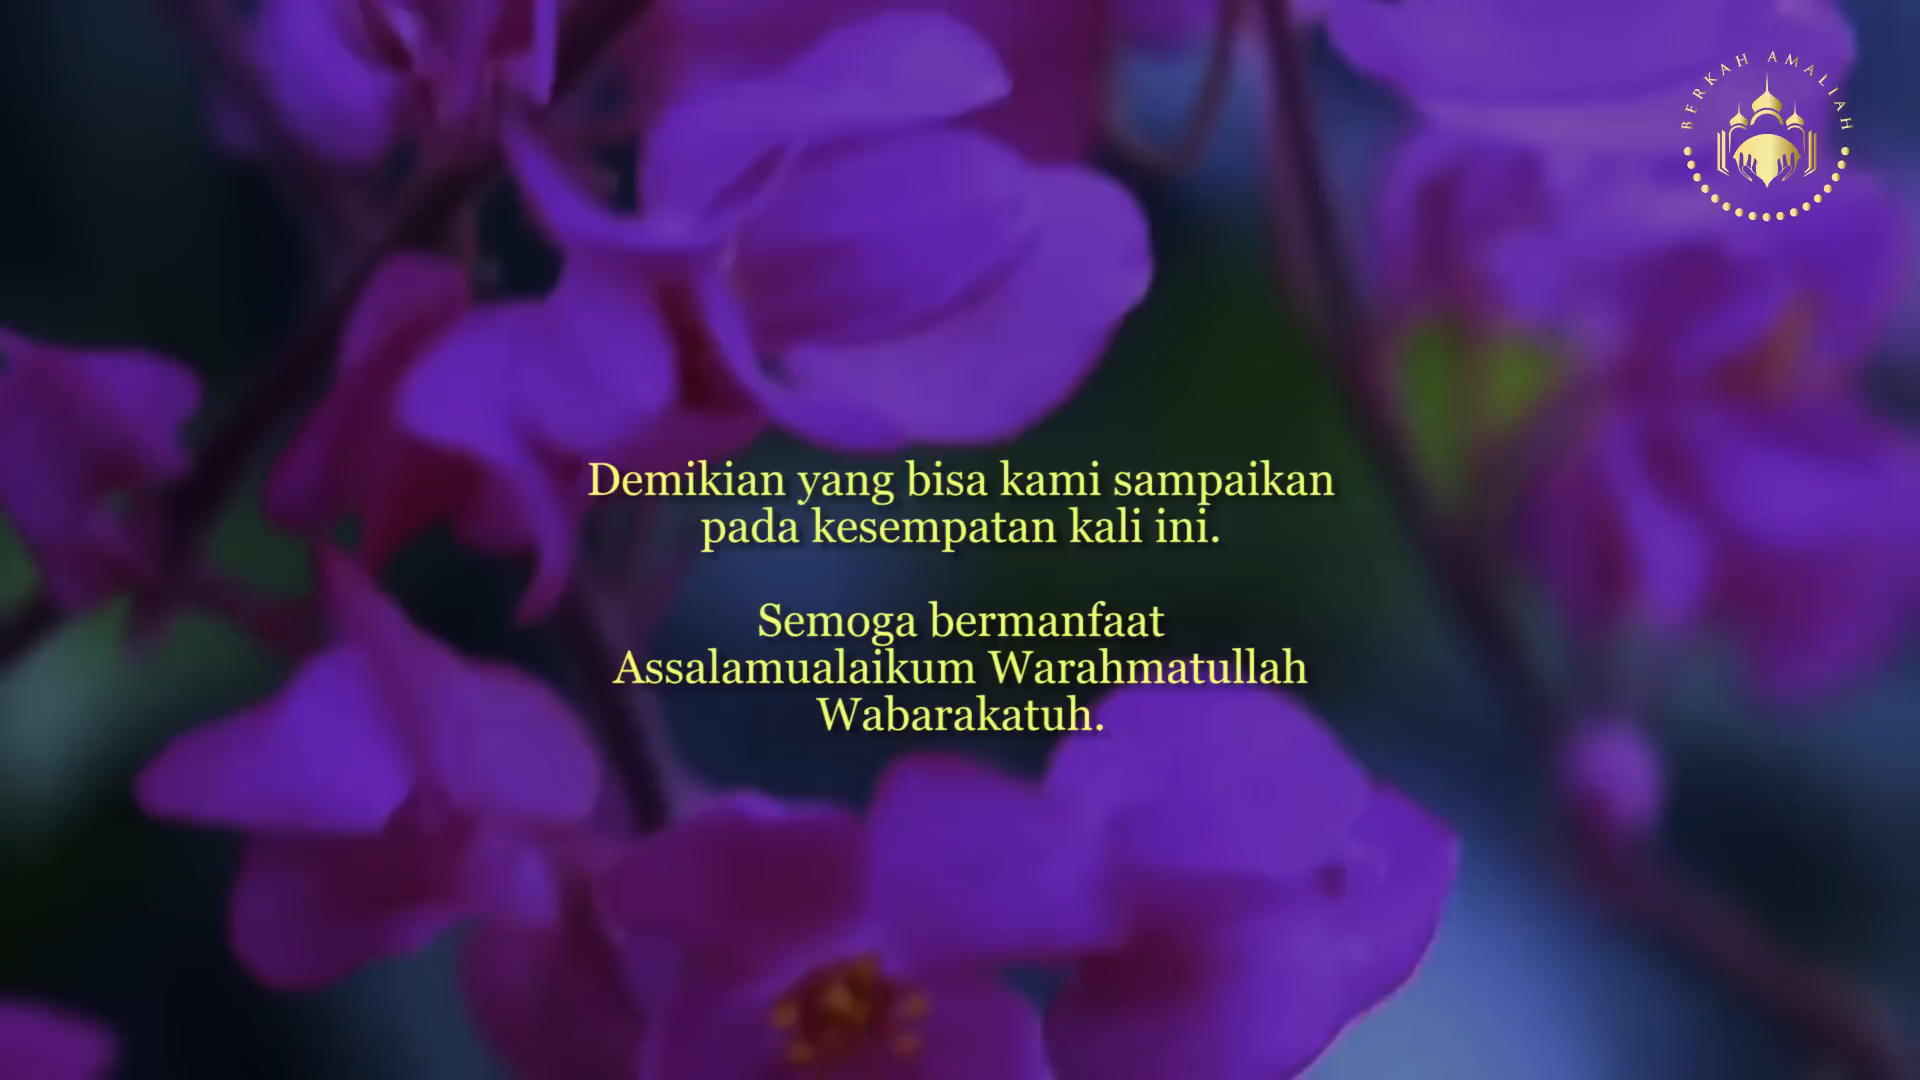 BERKAH AMALIAH
Demikian yang bisa kami sampaikan
pada kesempatan kali ini.
Semoga bermanfaat
Assalamualaikum Warahmatullah
Wabarakatuh.